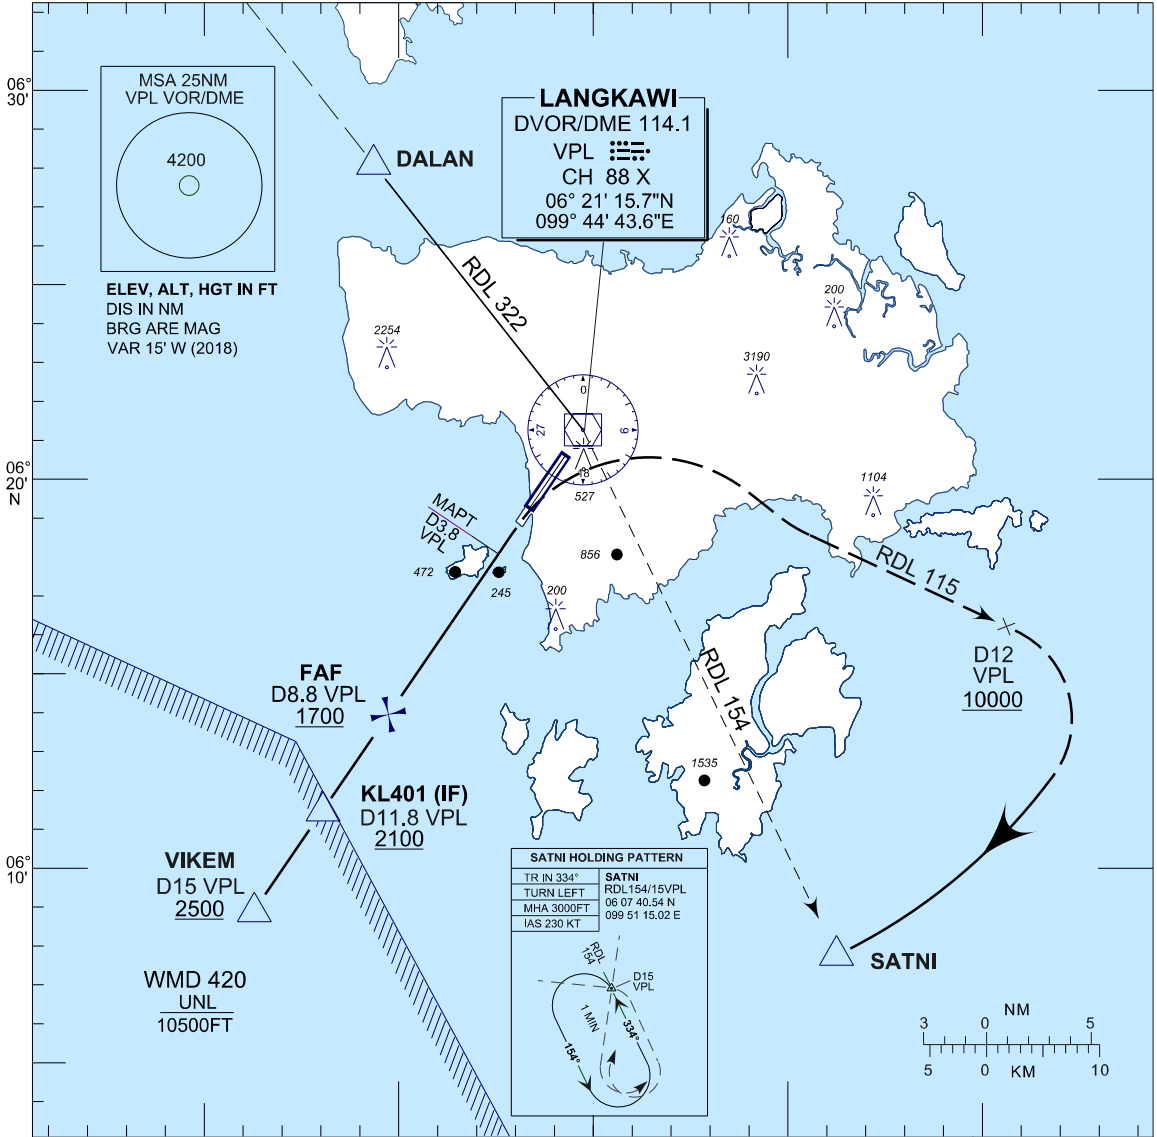 06°
30'
MSA 25NM
VPL VOR/DME
4200
ELEV, ALT, HGT IN FT
DIS IN NM
BRG ARE MAG
VAR 15' W (2018)
DALAN
LANGKAWI
DVOR/DME 114.1
VPL
CH 88 X
06° 21' 15.7"N
099° 44' 43.6"E
RDL 322
160
200
2254
3190
0
27
9
18
527
06°
20'
N
1104
MAPT
D3.8
VPL
472
245
856
200
RDL 115
D12
VPL
10000
RDL 154
FAF
D8.8 VPL
1700
1535
KL401 (IF)
D11.8 VPL
2100
06°
10'
VIKEM
D15 VPL
2500
WMD 420
UNL
10500FT
SATNI HOLDING PATTERN
TR IN 334°
TURN LEFT
MHA 3000FT
IAS 230 KT
SATNI
RDL154/15VPL
06 07 40.54 N
099 51 15.02 E
RDL
154
D15
VPL
1 MIN
334°
154°
SATNI
NM
3 0 5
5 0 KM 10